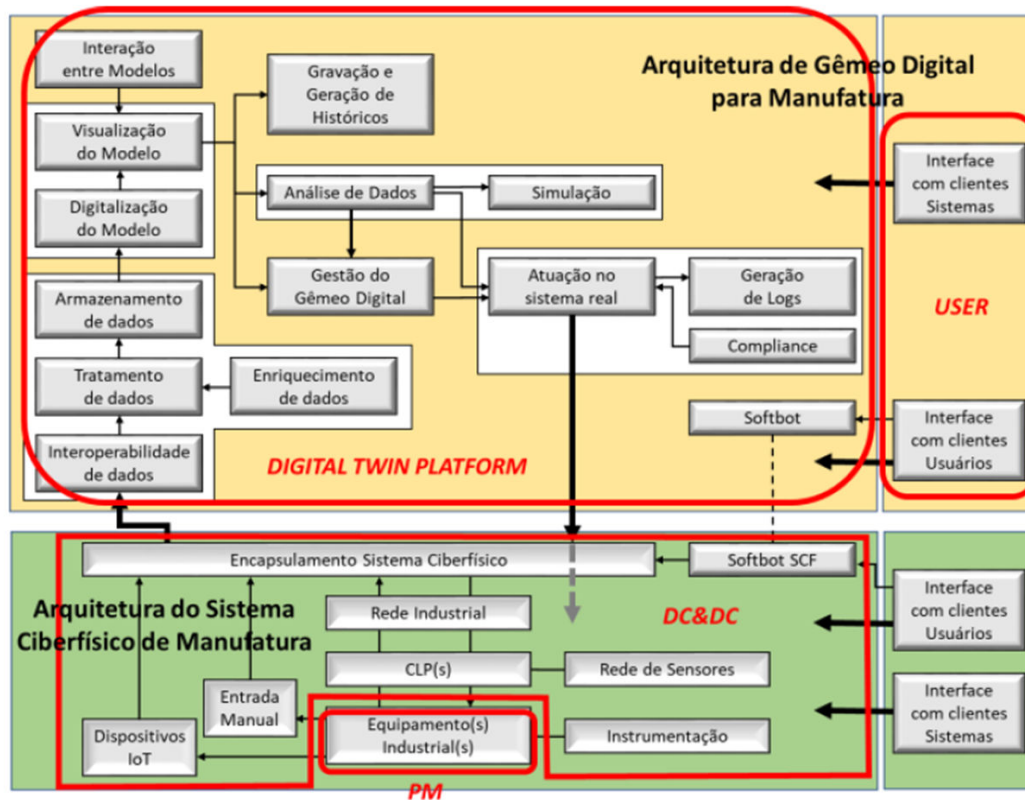 Interação
entre Modelos
Gravação e
Geração de
Históricos
Arquitetura de Gêmeo Digital
para Manufatura
Visualização
do Modelo
Interface
com clientes
Sistemas
Análise de Dados
Simulação
Digitalização
do Modelo
Gestão do
Gêmeo Digital
Atuação no
sistema real
Geração
de Logs
Armazenamento
de dados
USER
Compliance
Tratamento
de dados
Enriquecimento
de dados
Softbot
Interface
com clientes
Usuários
Interoperabilidade
de dados
DIGITAL TWIN PLATFORM
Encapsulamento Sistema Ciberfísico
Softbot SCF
Arquitetura do Sistema
Ciberfísico de Manufatura
Rede Industrial
DC&DC
Interface
com clientes
Usuários
CLP(s)
Rede de Sensores
Entrada
Manual
Interface
com clientes
Sistemas
Equipamento(s)
Industrial(s)
Instrumentação
Dispositivos
IoT
PM